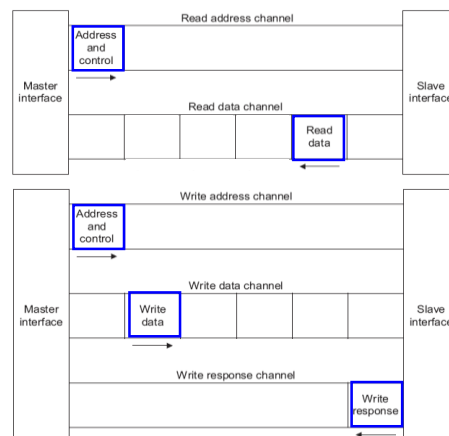 Read address channel
Address
and
control
Master
interface
Slave
interface
Read data channel
Read
data
Write address channel
Address
and
control
Write data channel
Master
interface
Write
data
Slave
interface
Write response channel
Write
response